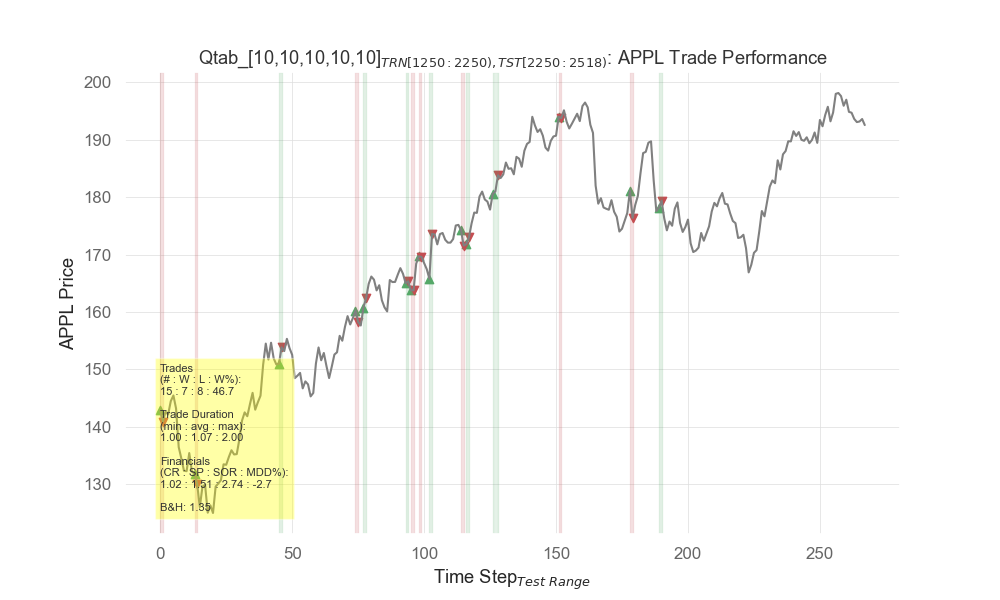 Qtab_[10,10,10,10,10]TRN[1250:2250),TST[2250:2518): APPL Trade Performance
200
190
180
170
160
150
140
130
APPL Price
Trades
(# : W : L : W%):
15 : 7 : 8 : 46.7
Trade Duration
(min : avg : max):
1.00 : 1.07 : 2.00
Financials
(CR : SP : SOR : MDD%):
1.02 : 1.51 : 2.74 : -2.7
B&H: 1.35
0 50 100 150 200 250
Time StepTest Range